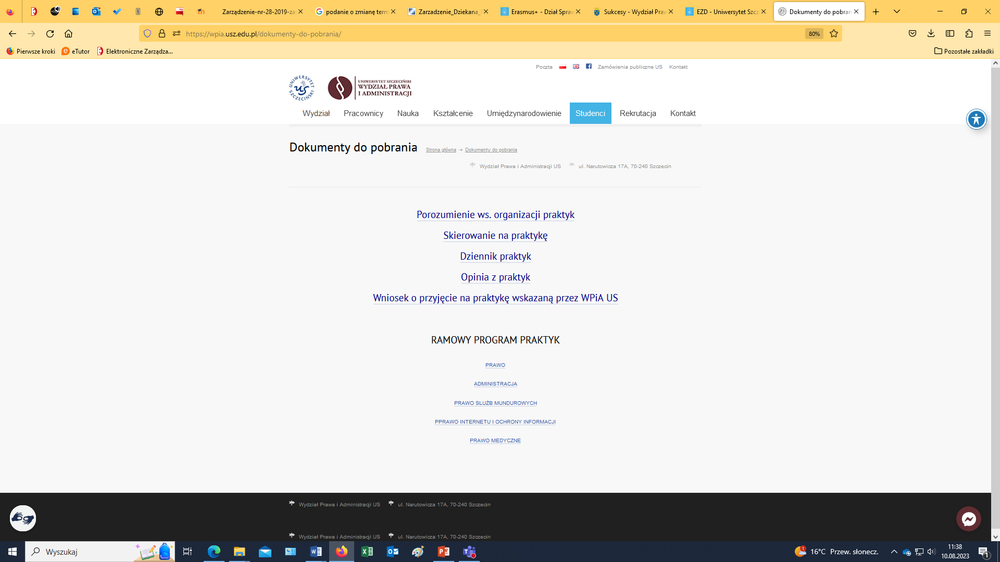 Zarządzenie-nr-28-2019-za
podanie o zmianę term
Zarzadzenie_Dziekana_
Erasmus+ - Dział Spraw
Sukcesy - Wydział Praw
EZD - Uniwersytet Szcz
Dokumenty do pobran
https://wpia.usz.edu.pl/dokumenty-do-pobrania/
80%
Pierwsze kroki
eTutor
Elektroniczne Zarządza...
Pozostałe zakładki
Poczta
Zamówienia publiczne US
Kontakt
UNIWERSYTET SZCZECIŃSKI
US
UNIWERSYTET SZCZECIŃSKI
WYDZIAŁ PRAWA
I ADMINISTRACJI
Wydział
Pracownicy
Nauka
Kształcenie
Umiędzynarodowienie
Studenci
Rekrutacja
Kontakt
Dokumenty do pobrania
Strona główna → Dokumenty do pobrania
Wydział Prawa i Administracji US
ul. Narutowicza 17A, 70-240 Szczecin
Porozumienie ws. organizacji praktyk
Skierowanie na praktykę
Dziennik praktyk
Opinia z praktyk
Wniosek o przyjęcie na praktykę wskazaną przez WPiA US
RAMOWY PROGRAM PRAKTYK
PRAWO
ADMINISTRACJA
PRAWO SŁUŻB MUNDUROWYCH
PPRAWO INTERNETU I OCHRONY INFORMACJI
PRAWO MEDYCZNE
Wydział Prawa i Administracji US
ul. Narutowicza 17A, 70-240 Szczecin
Wydział Prawa i Administracji US
ul. Narutowicza 17A, 70-240 Szczecin
Wyszukaj
1
16°C Przew. słonecz.
11:38
10.08.2023
1